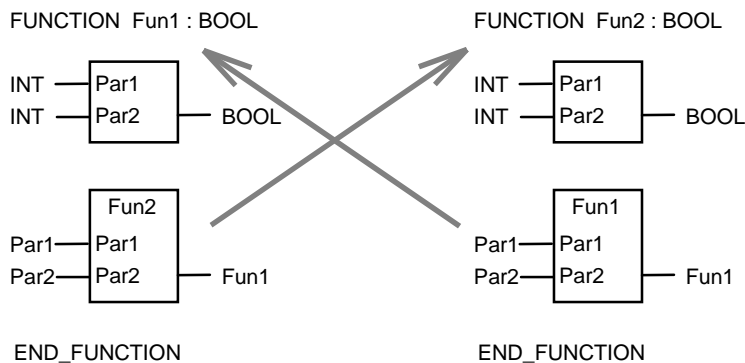 FUNCTION Fun1 : BOOL
INT Par1
INT Par2 BOOL
Fun2
Par1 Par1
Par2 Par2 Fun1
END_FUNCTION
FUNCTION Fun2 : BOOL
INT Par1
INT Par2 BOOL
Fun1
Par1 Par1
Par2 Par2 Fun1
END_FUNCTION